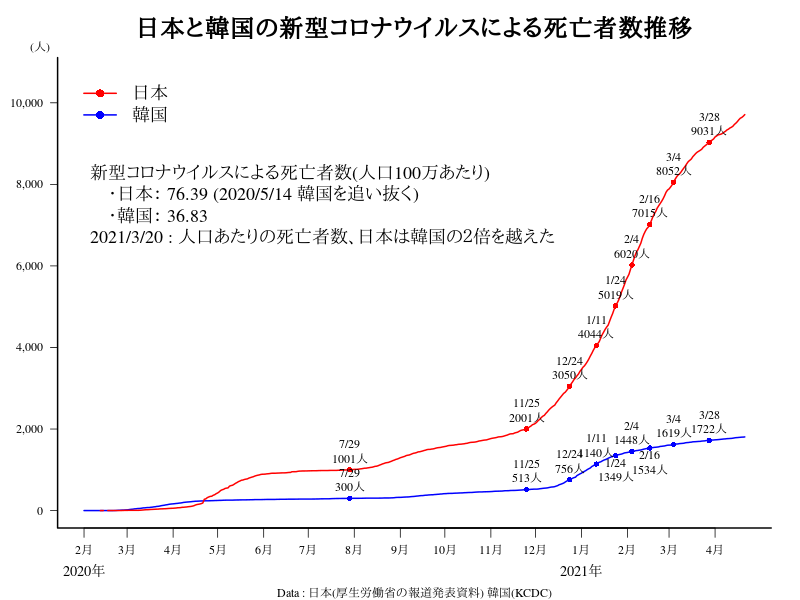 日本と韓国の新型コロナウイルスによる死亡者数推移
(人)
日本
韓国
新型コロナウイルスによる死亡者数(人口100万あたり)
・日本: 76.39 (2020/5/14 韓国を追い抜く)
・韓国: 36.83
2021/3/20 : 人口あたりの死亡者数、日本は韓国の２倍を越えた
10,000
8,000
6,000
4,000
2,000
0
3/28
9031人
3/4
8052人
2/16
7015人
2/4
6020人
1/24
5019人
1/11
4044人
12/24
3050人
11/25
2001人
7/29
1001人
7/29
300人
11/25
513人
12/24
756人
1/11
1140人
1/24
1349人
2/4
1448人
2/16
1534人
3/4
1619人
3/28
1722人
2月 3月 4月 5月 6月 7月 8月 9月 10月 11月 12月 1月 2月 3月 4月
2020年 2021年
Data : 日本(厚生労働省の報道発表資料) 韓国(KCDC)